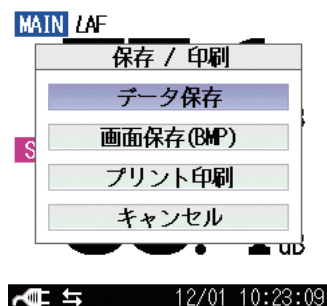 MAIN LAF
保存 / 印刷
データ保存
画面保存(BMP)
プリント印刷
キャンセル
S
dB
12/01 10:23:09